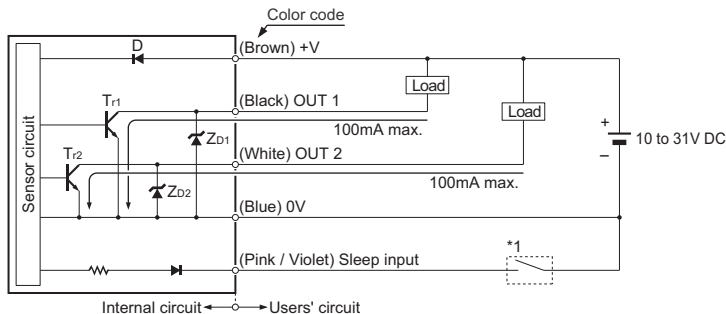 Color code
D
(Brown) +V
Load
Tr1
(Black) OUT 1
Load
100mA max.
ZD1
+
10 to 31V DC
−
Tr2
(White) OUT 2
100mA max.
ZD2
Sensor circuit
(Blue) 0V
*1
(Pink / Violet) Sleep input
Internal circuit
Users' circuit